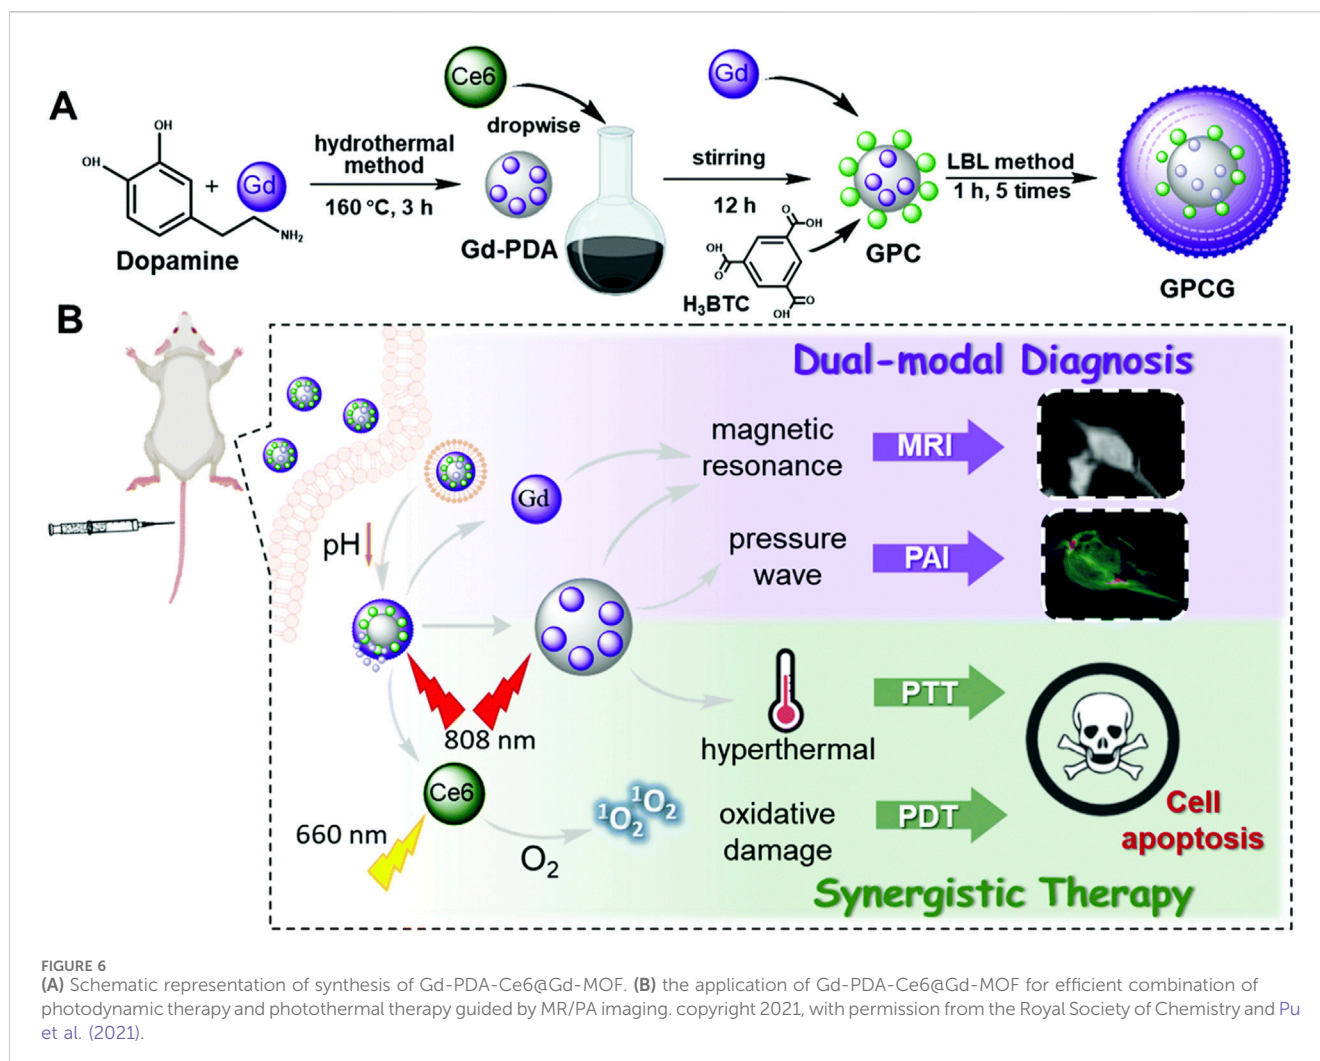 A
OH
OH
NH₂
Dopamine
+
Gd
hydrothermal
method
160 °C, 3 h
Ce6
dropwise
Gd-PDA
stirring
12 h
Gd
H₃BTC
OH
O
OH
O
O
OH
GPC
LBL method
1 h, 5 times
GPCG
B
Dual-modal Diagnosis
magnetic
resonance
MRI
Gd
pH
pressure
wave
PAI
808 nm
hyperthermal
PTT
Ce6
660 nm
O₂
¹O₂
¹O₂
oxidative
damage
PDT
Cell
apoptosis
Synergistic Therapy
FIGURE 6
(A) Schematic representation of synthesis of Gd-PDA-Ce6@Gd-MOF. (B) the application of Gd-PDA-Ce6@Gd-MOF for efficient combination of
photodynamic therapy and photothermal therapy guided by MR/PA imaging. copyright 2021, with permission from the Royal Society of Chemistry and Pu
et al. (2021).